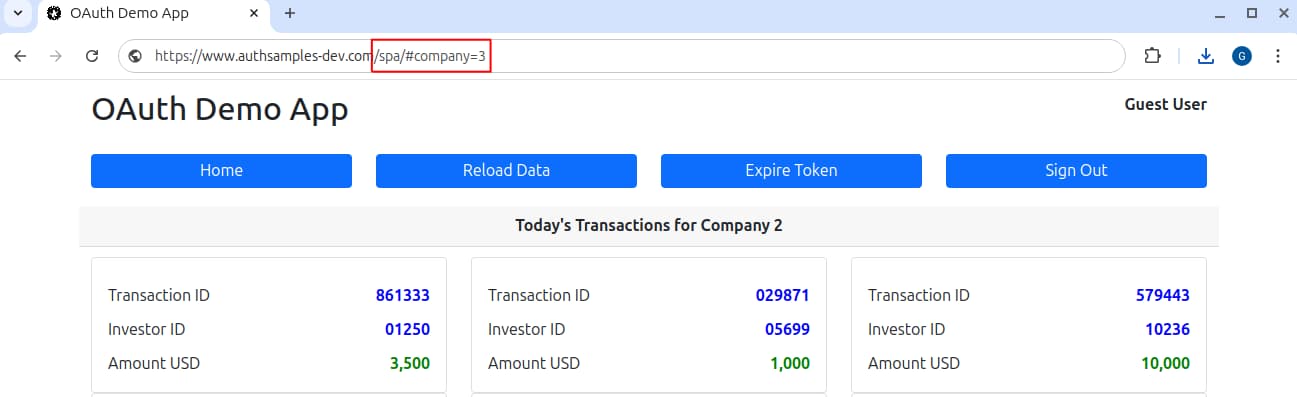 OAuth Demo App
https://www.authsamples-dev.com/spa/#company=3
G
OAuth Demo App
Guest User
Home
Reload Data
Expire Token
Sign Out
Today's Transactions for Company 2
Transaction ID 861333
Investor ID 01250
Amount USD 3,500
Transaction ID 029871
Investor ID 05699
Amount USD 1,000
Transaction ID 579443
Investor ID 10236
Amount USD 10,000